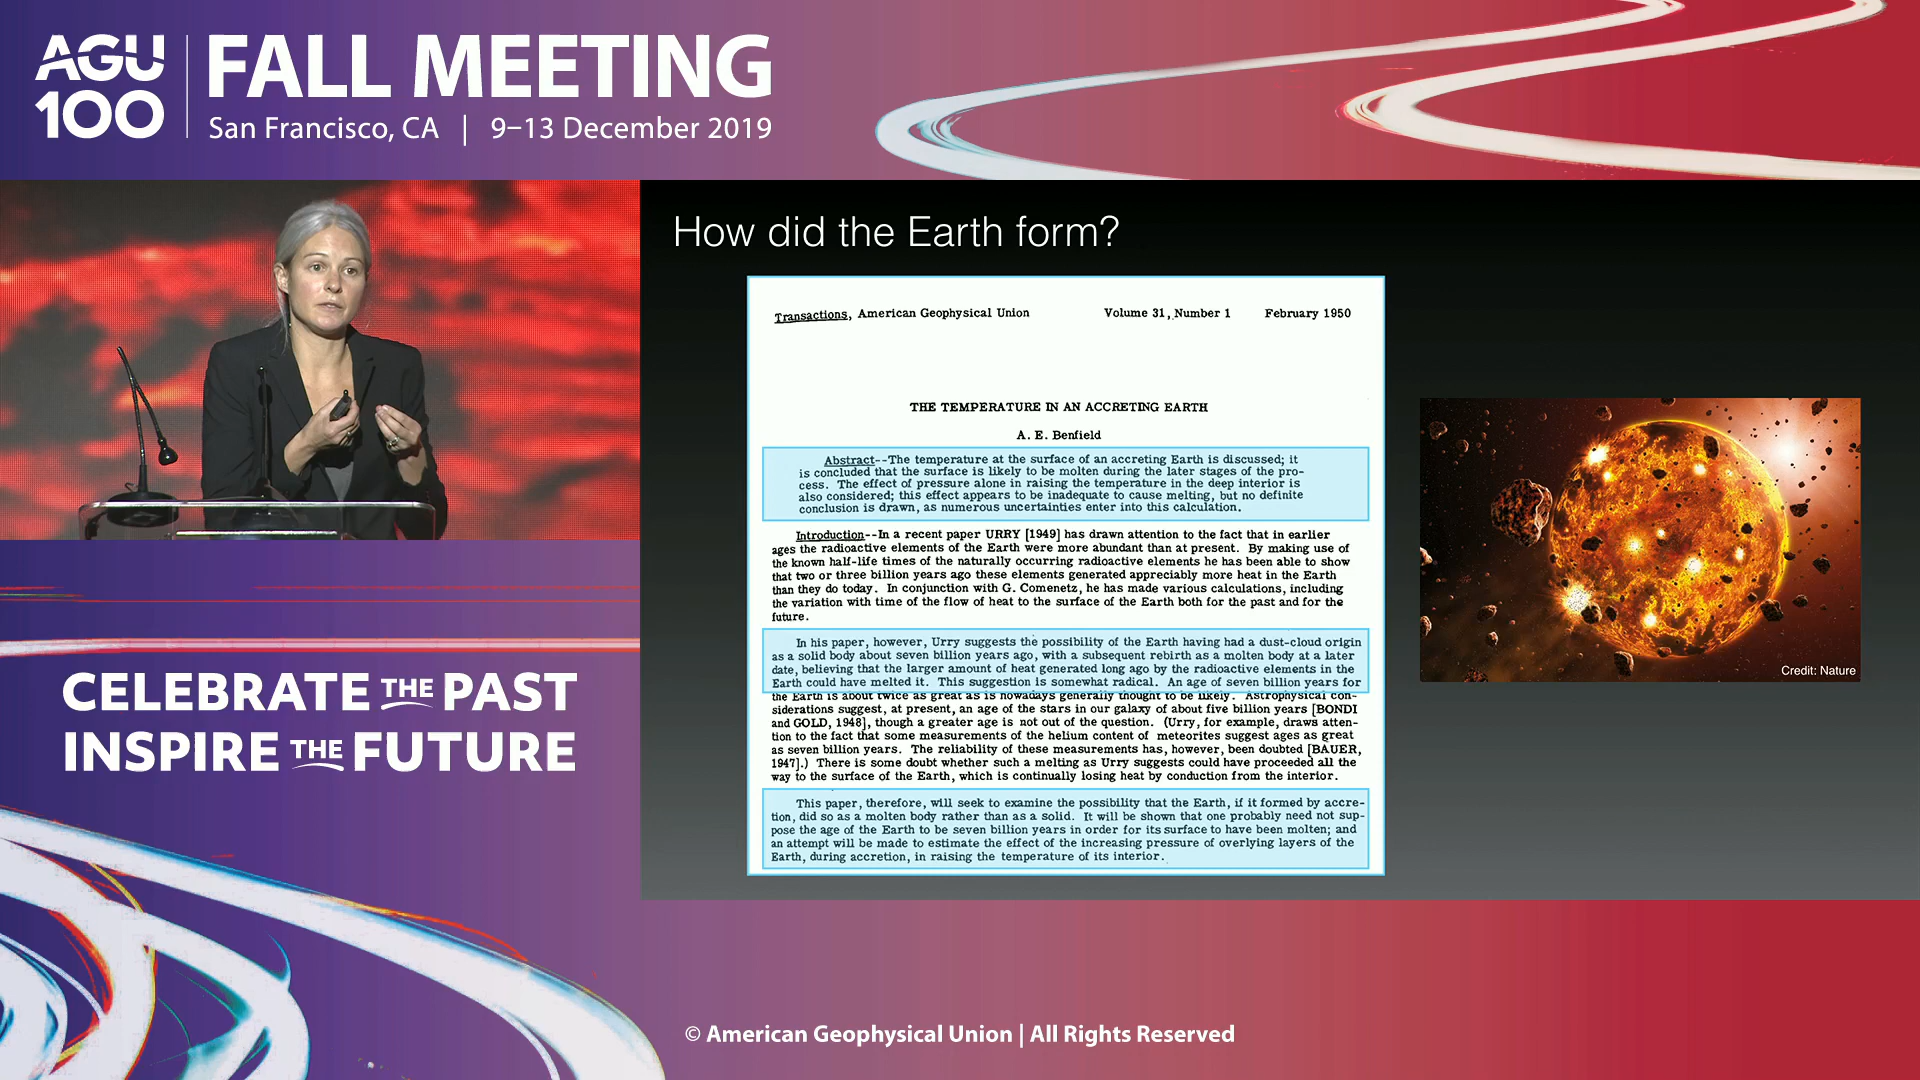 AGU
100
FALL MEETING
San Francisco, CA | 9–13 December 2019
How did the Earth form?
Transactions, American Geophysical Union Volume 31, Number 1 February 1950
THE TEMPERATURE IN AN ACCRETING EARTH
A. E. Benfield
Abstract--The temperature at the surface of an accreting Earth is discussed; it
is concluded that the surface is likely to be molten during the later stages of the pro-
cess. The effect of pressure alone in raising the temperature in the deep interior is
also considered; this effect appears to be inadequate to cause melting, but no definite
conclusion is drawn, as numerous uncertainties enter into this calculation.
Introduction--In a recent paper URRY [1949] has drawn attention to the fact that in earlier
ages the radioactive elements of the Earth were more abundant than at present. By making use of
the known half-life times of the naturally occurring radioactive elements he has been able to show
that two or three billion years ago these elements generated appreciably more heat in the Earth
than they do today. In conjunction with G. Comenetz, he has made various calculations, including
the variation with time of the flow of heat to the surface of the Earth both for the past and for the
future.
In his paper, however, Urry suggests the possibility of the Earth having had a dust-cloud origin
as a solid body about seven billion years ago, with a subsequent rebirth as a molten body at a later
date, believing that the larger amount of heat generated long ago by the radioactive elements in the
Earth could have melted it. This suggestion is somewhat radical. An age of seven billion years for
the Earth is about twice as great as is nowadays generally thought to be likely. Astrophysical con-
siderations suggest, at present, an age of the stars in our galaxy of about five billion years [BONDI
and GOLD, 1948], though a greater age is not out of the question. (Urry, for example, draws atten-
tion to the fact that some measurements of the helium content of meteorites suggest ages as great
as seven billion years. The reliability of these measurements has, however, been doubted [BAUER,
1947].) There is some doubt whether such a melting as Urry suggests could have proceeded all the
way to the surface of the Earth, which is continually losing heat by conduction from the interior.
This paper, therefore, will seek to examine the possibility that the Earth, if it formed by accre-
tion, did so as a molten body rather than as a solid. It will be shown that one probably need not sup-
pose the age of the Earth to be seven billion years in order for its surface to have been molten; and
an attempt will be made to estimate the effect of the increasing pressure of overlying layers of the
Earth, during accretion, in raising the temperature of its interior.
Credit: Nature
CELEBRATE THE PAST
INSPIRE THE FUTURE
© American Geophysical Union | All Rights Reserved